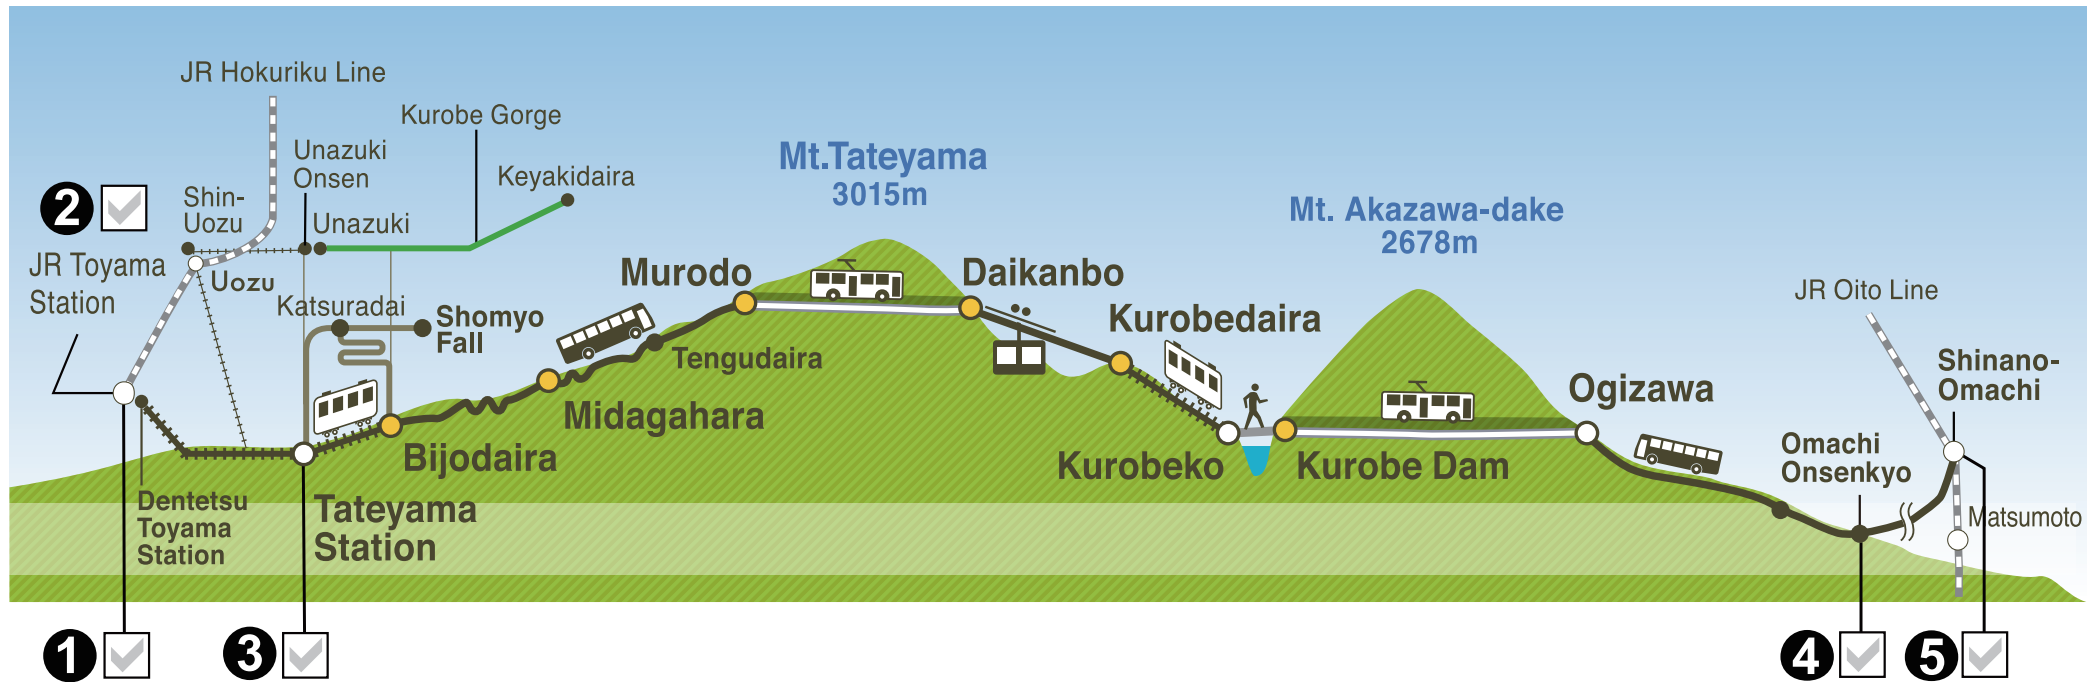 JR Hokuriku Line
Kurobe Gorge
Unazuki
Onsen
Keyakidaira
Mt.Tateyama
3015m
Mt. Akazawa-dake
2678m
2
Shin-
Uozu
Unazuki
JR Toyama
Station
Uozu
Katsuradai
Shomyo
Fall
Murodo
Daikanbo
Kurobedaira
Tengudaira
JR Oito Line
Shinano-
Omachi
Ogizawa
Midagahara
Bijodaira
Kurobeko
Kurobe Dam
Omachi
Onsenkyo
Dentetsu
Toyama
Station
Tateyama
Station
Matsumoto
1
3
4
5